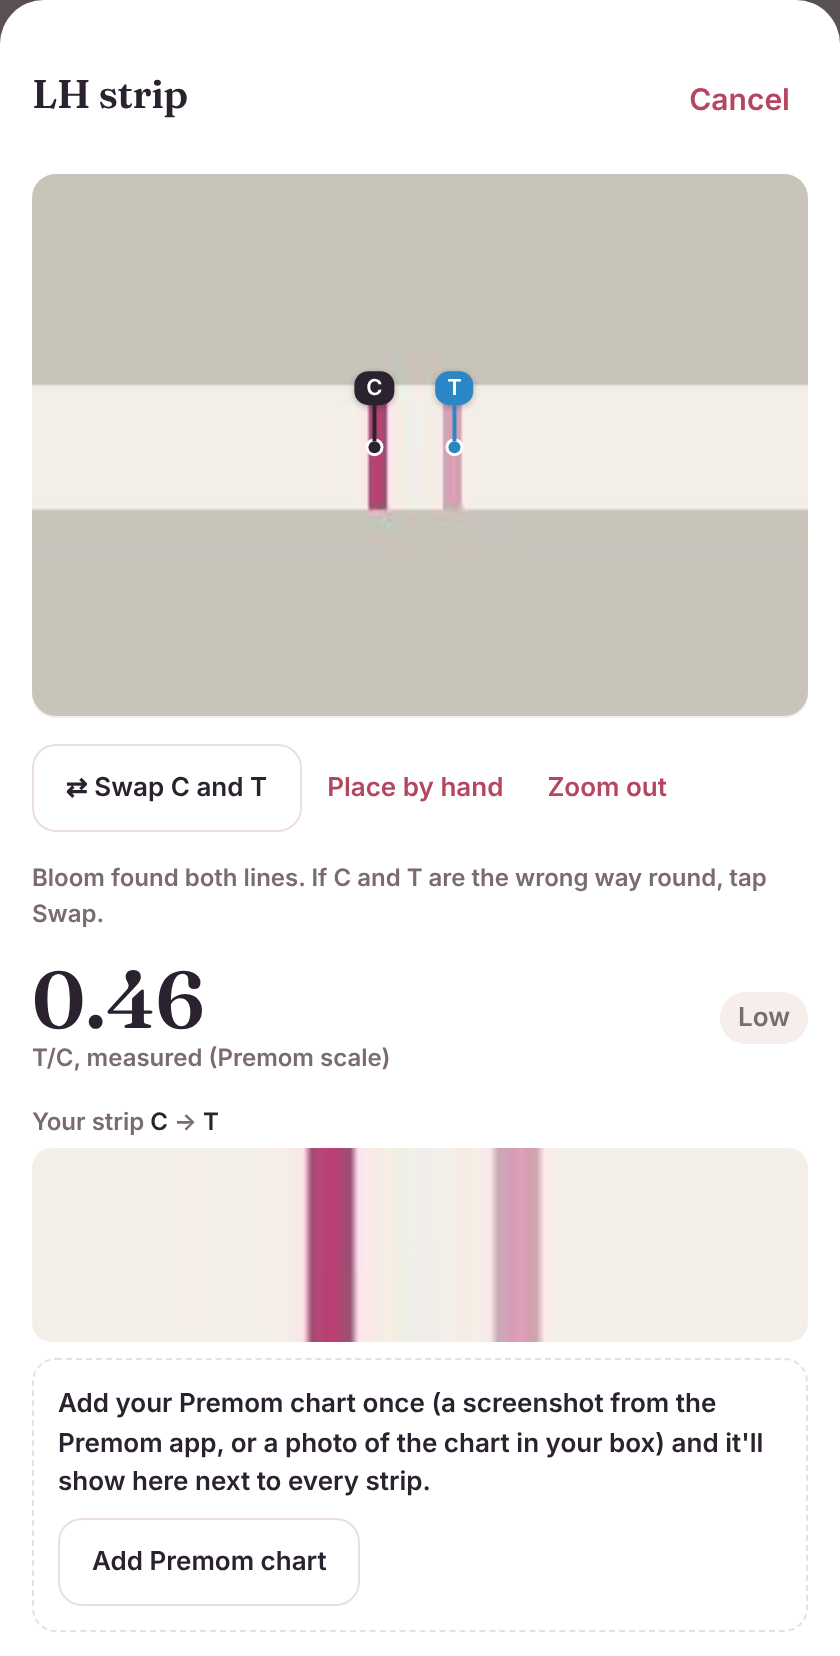 LH strip
Cancel
C
T
⇄ Swap C and T
Place by hand
Zoom out
Bloom found both lines. If C and T are the wrong way round, tap
Swap.
0.46
Low
T/C, measured (Premom scale)
Your strip C → T
Add your Premom chart once (a screenshot from the
Premom app, or a photo of the chart in your box) and it'll
show here next to every strip.
Add Premom chart